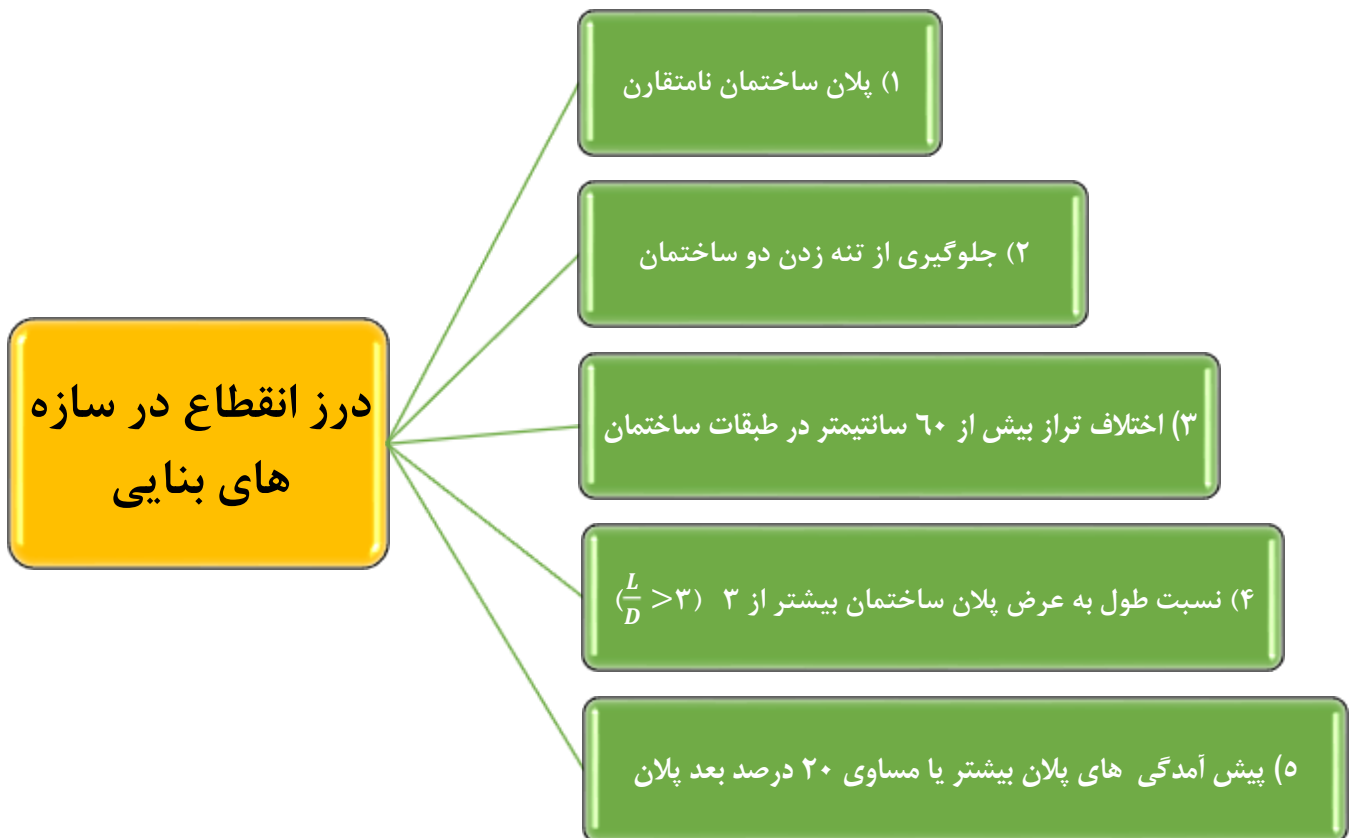 درز انقطاع در سازه
های بنایی
۱) پلان ساختمان نامتقارن
۲) جلوگیری از تنه زدن دو ساختمان
۳) اختلاف تراز بیش از ٦٠ سانتیمتر در طبقات ساختمان
۴) نسبت طول به عرض پلان ساختمان بیشتر از ۳ (L/D >۳)
٥) پیش آمدگی های پلان بیشتر یا مساوی ۲۰ درصد بعد پلان